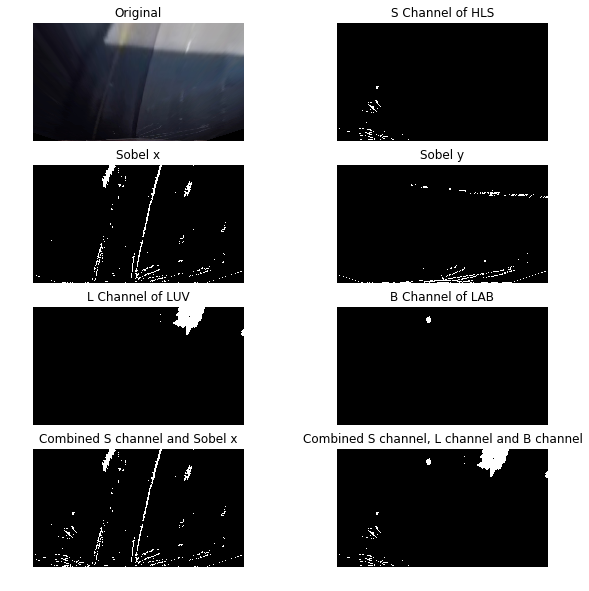 Original
S Channel of HLS
Sobel x
Sobel y
L Channel of LUV
B Channel of LAB
Combined S channel and Sobel x
Combined S channel, L channel and B channel